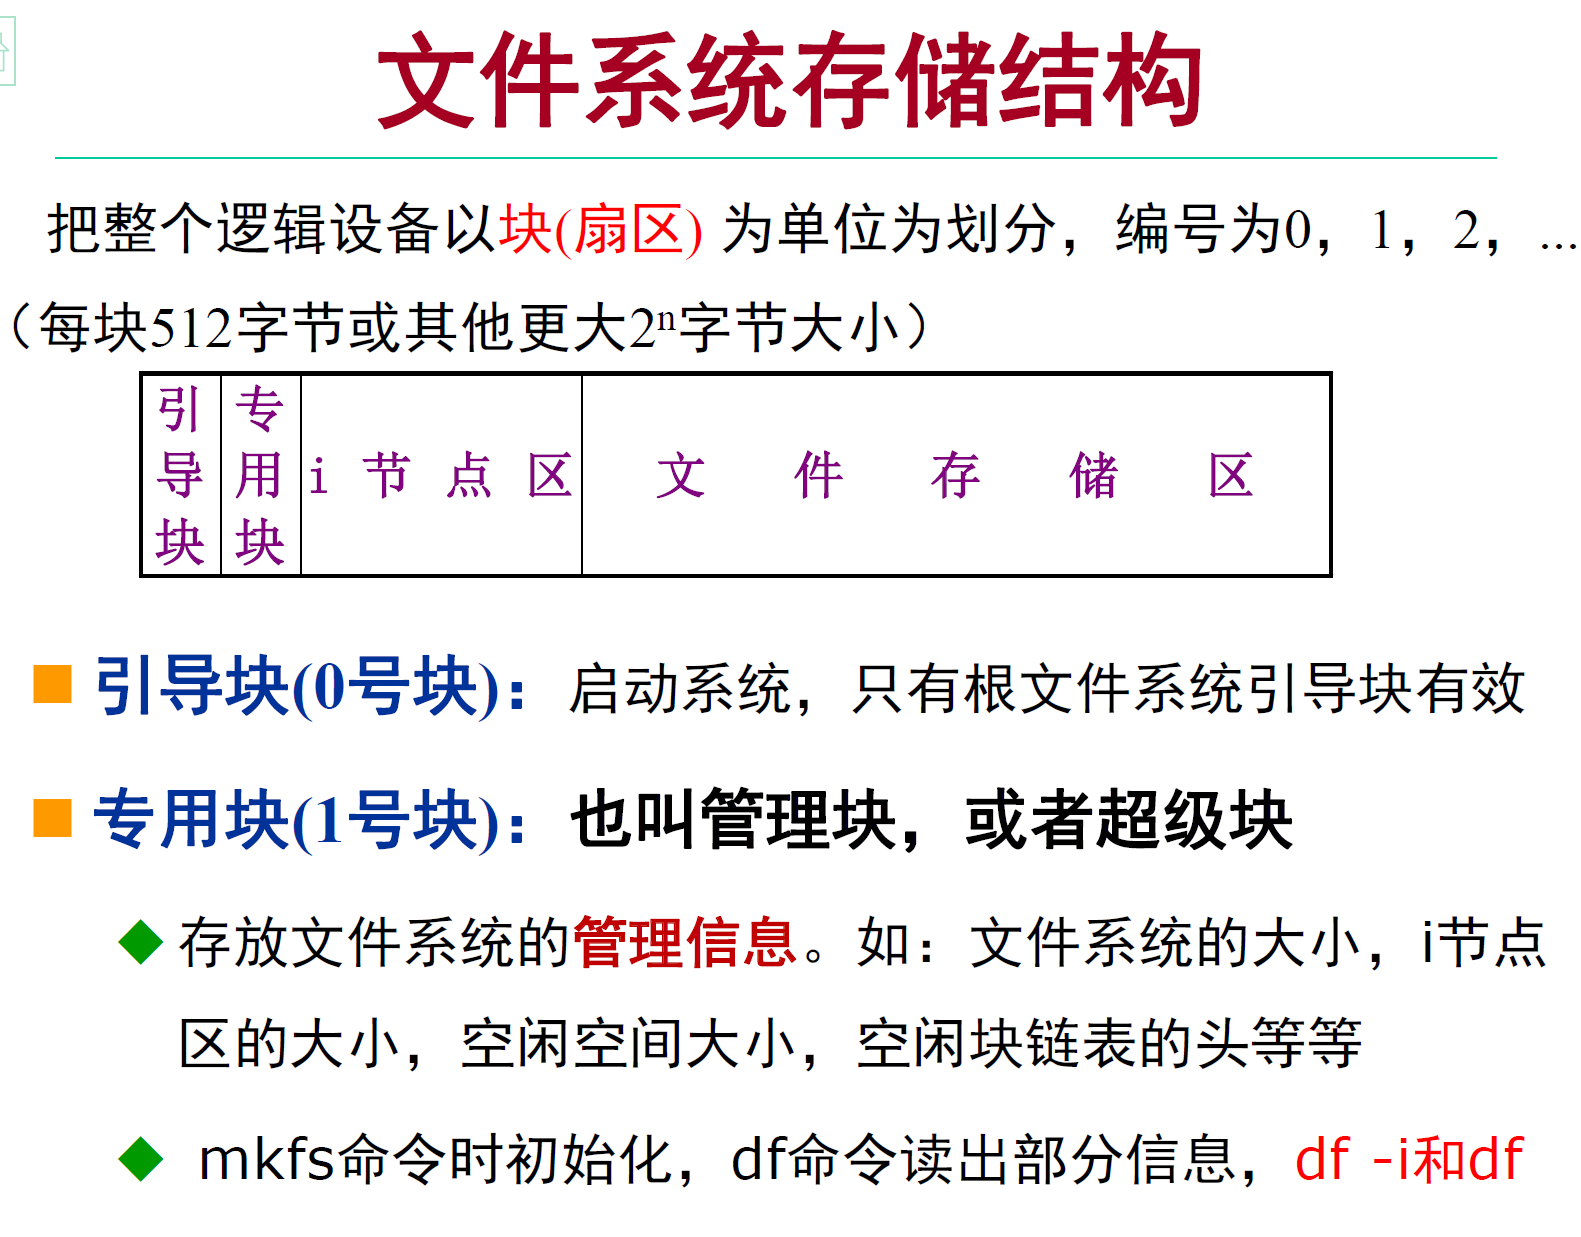 文件系统存储结构
把整个逻辑设备以块(扇区) 为单位为划分，编号为0，1，2，...
（每块512字节或其他更大2ⁿ字节大小）
引导块
专用块
i 节 点 区
文 件 存 储 区
引导块(0号块)：启动系统，只有根文件系统引导块有效
专用块(1号块)：也叫管理块，或者超级块
存放文件系统的管理信息。如：文件系统的大小，i节点
区的大小，空闲空间大小，空闲块链表的头等等
mkfs命令时初始化，df命令读出部分信息，df -i和df